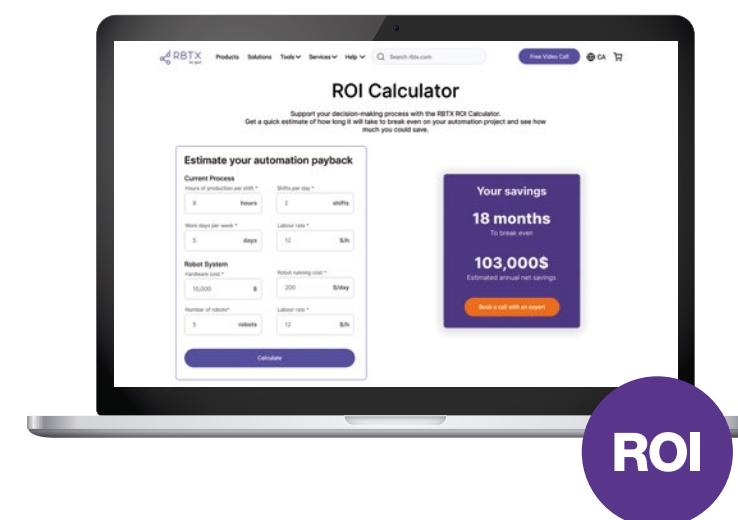 RBTX
by igus
Products Solutions Tools Services Help Search rbtx.com Free Video Call CA
ROI Calculator
Support your decision-making process with the RBTX ROI Calculator.
Get a quick estimate of how long it will take to break even on your automation project and see how
much you could save.
Estimate your automation payback
Current Process
Hours of production per shift * Shifts per day *
8 hours 2 shifts
Work days per week * Labour rate *
5 days 12 $/h
Robot System
Hardware cost * Robot running cost *
10,000 $ 200 $/day
Number of robots* Labour rate *
5 robots 12 $/h
Calculate
Your savings
18 months
To break even
103,000$
Estimated annual net savings
Book a call with an expert
ROI